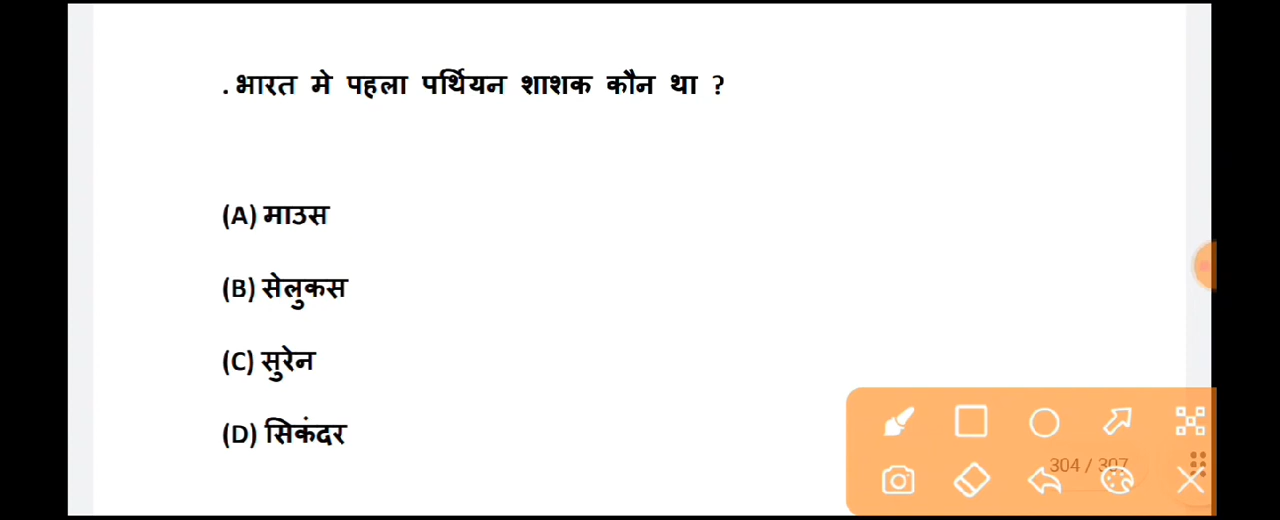 . भारत मे पहला पर्थियन शाशक कौन था ?
(A) माउस
(B) सेलुकस
(C) सुरेन
(D) सिकंदर
304 / 307